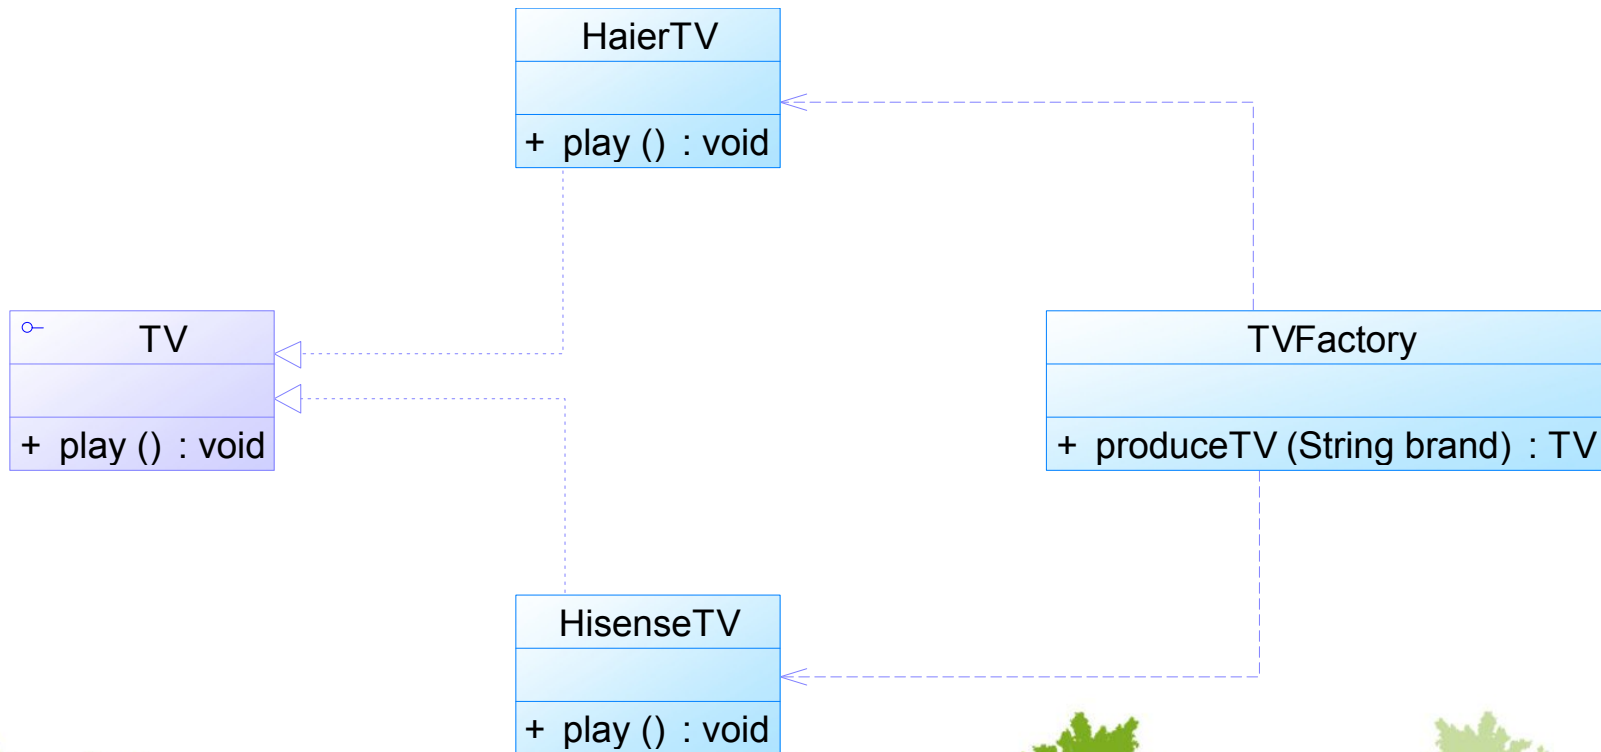 HaierTV
+ play () : void
TV
+ play () : void
TVFactory
+ produceTV (String brand) : TV
HisenseTV
+ play () : void